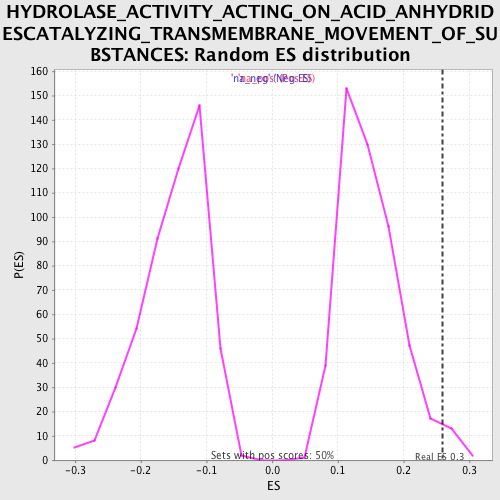 HYDROLASE_ACTIVITY_ACTING_ON_ACID_ANHYDRID
ESCATALYZING_TRANSMEMBRANE_MOVEMENT_OF_SU
BSTANCES: Random ES distribution
160
150
140
130
120
110
100
90
80
70
60
50
40
30
20
10
0
P(ES)
Sets with pos scores: 50%
Real ES 0.3
-0.3 -0.2 -0.1 0.0 0.1 0.2 0.3
ES